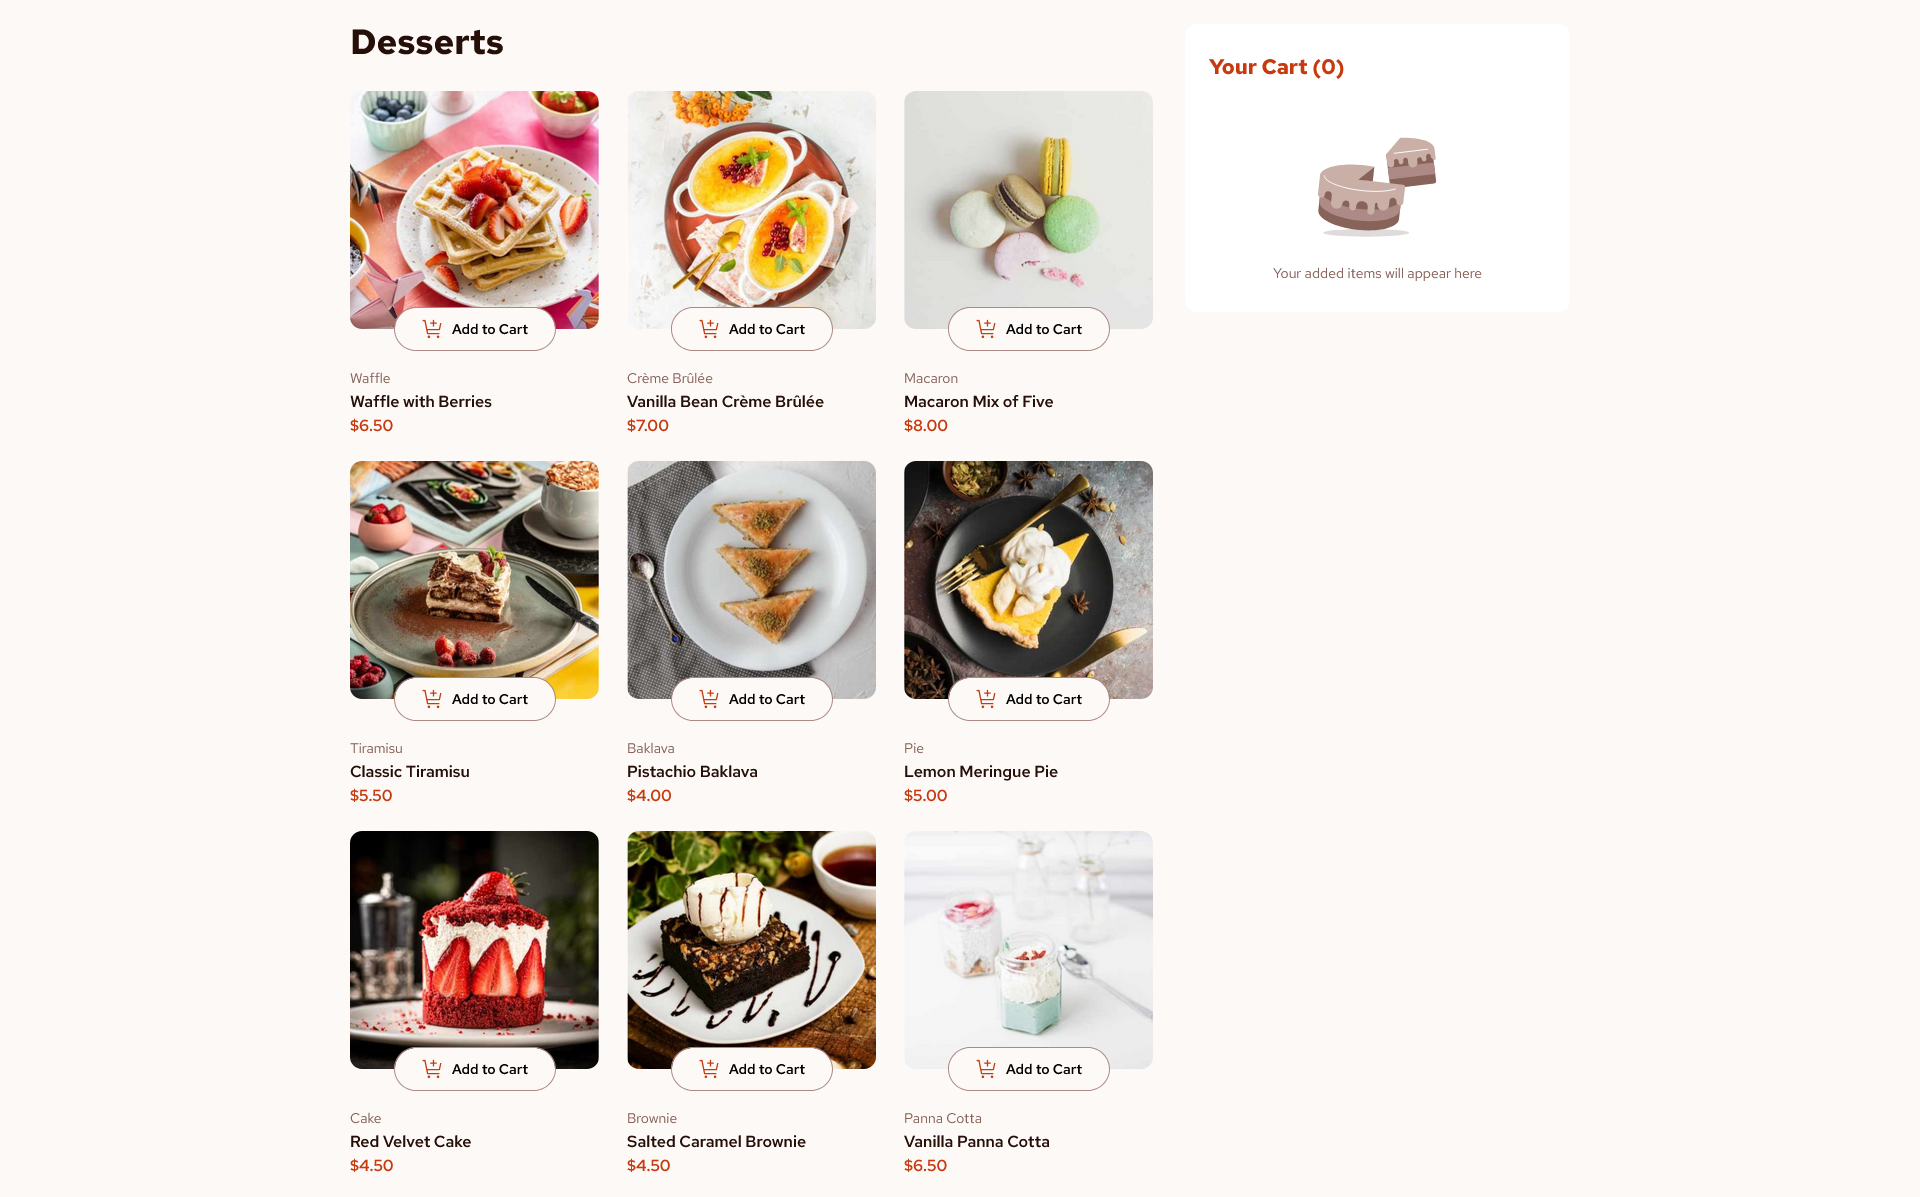 Desserts
Add to Cart
Waffle
Waffle with Berries
$6.50
Add to Cart
Crème Brûlée
Vanilla Bean Crème Brûlée
$7.00
Add to Cart
Macaron
Macaron Mix of Five
$8.00
Add to Cart
Tiramisu
Classic Tiramisu
$5.50
Add to Cart
Baklava
Pistachio Baklava
$4.00
Add to Cart
Pie
Lemon Meringue Pie
$5.00
Add to Cart
Cake
Red Velvet Cake
$4.50
Add to Cart
Brownie
Salted Caramel Brownie
$4.50
Add to Cart
Panna Cotta
Vanilla Panna Cotta
$6.50
Your Cart (0)
Your added items will appear here